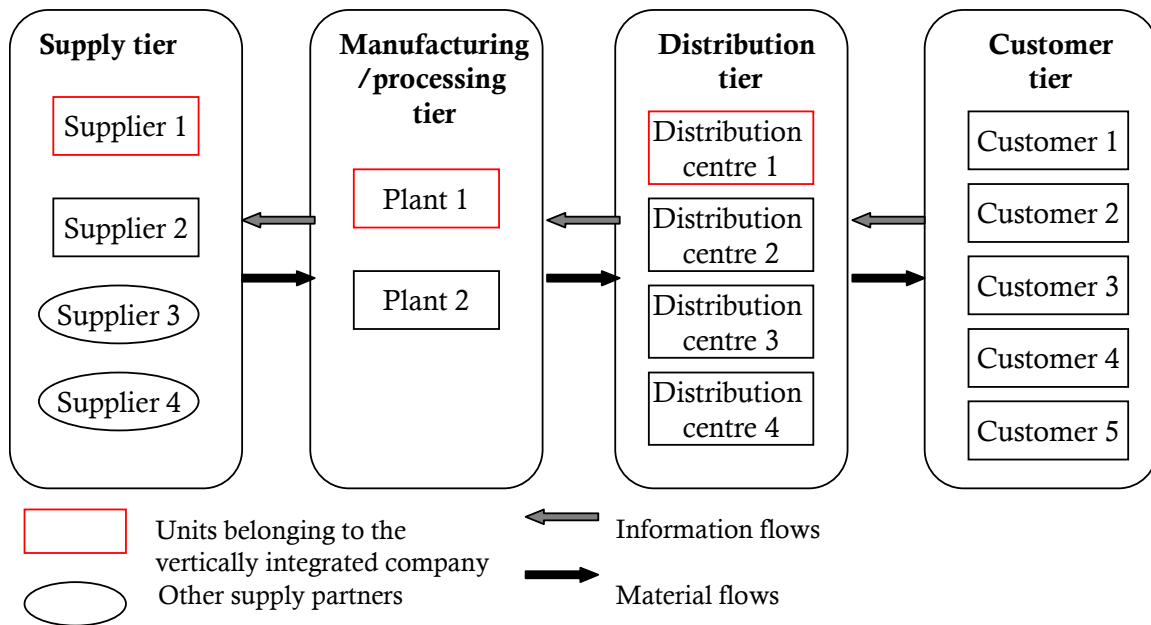 Supply tier
Supplier 1
Supplier 2
Supplier 3
Supplier 4
Manufacturing
/processing
tier
Plant 1
Plant 2
Distribution
tier
Distribution
centre 1
Distribution
centre 2
Distribution
centre 3
Distribution
centre 4
Customer
tier
Customer 1
Customer 2
Customer 3
Customer 4
Customer 5
Units belonging to the
vertically integrated company
Other supply partners
Information flows
Material flows